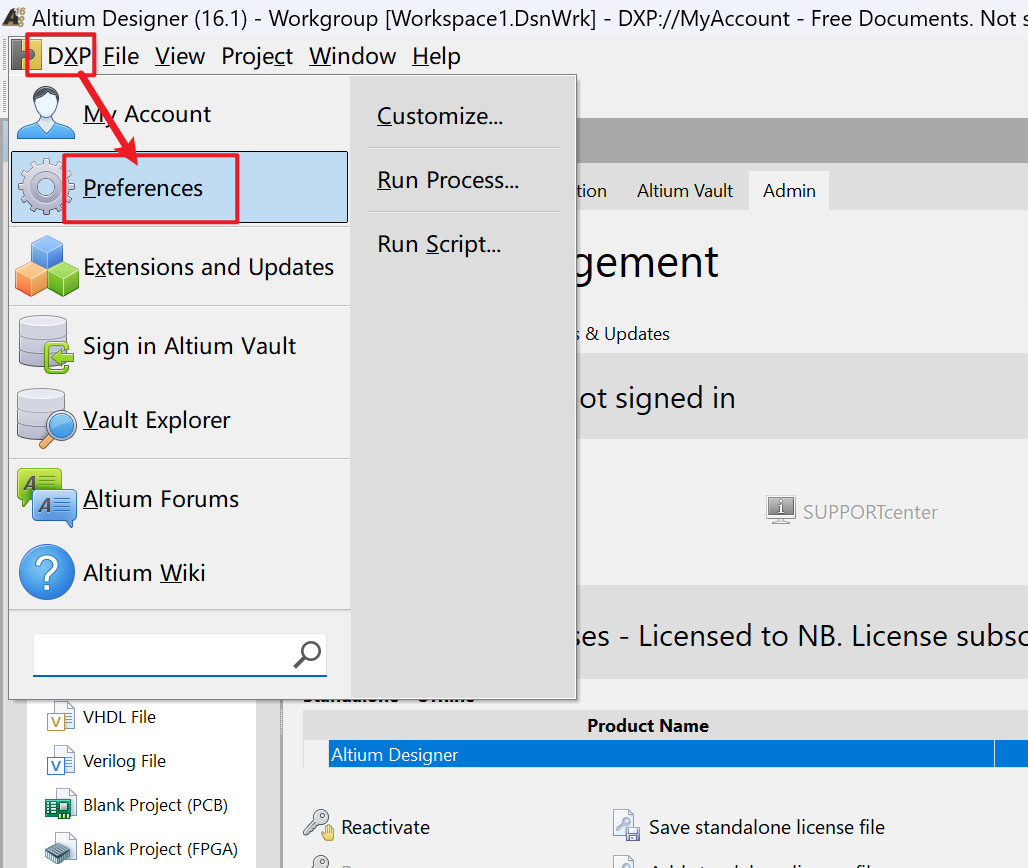 Altium Designer (16.1) - Workgroup [Workspace1.DsnWrk] - DXP://MyAccount - Free Documents. Not s
DXP File View Project Window Help
My Account
Customize...
Preferences
Run Process...
Extensions and Updates
Run Script...
Sign in Altium Vault
Vault Explorer
Altium Forums
Altium Wiki
tion Altium Vault Admin
gement
s & Updates
ot signed in
SUPPORTcenter
ses - Licensed to NB. License subsc
Product Name
Altium Designer
VHDL File
Verilog File
Blank Project (PCB)
Blank Project (FPGA)
Reactivate
Save standalone license file